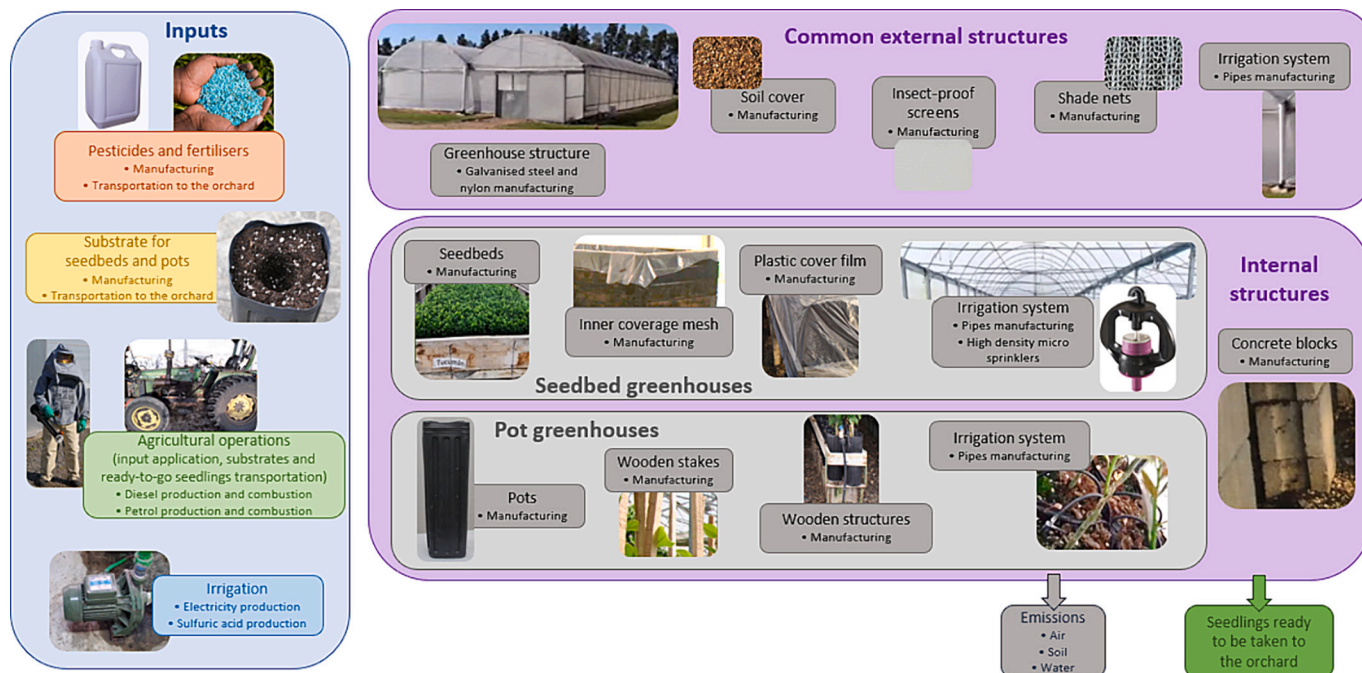 Inputs
Pesticides and fertilisers
• Manufacturing
• Transportation to the orchard
Substrate for
seedbeds and pots
• Manufacturing
• Transportation to the orchard
Agricultural operations
(input application, substrates and
ready-to-go seedlings transportation)
• Diesel production and combustion
• Petrol production and combustion
Irrigation
• Electricity production
• Sulfuric acid production
Common external structures
Greenhouse structure
• Galvanised steel and
nylon manufacturing
Soil cover
• Manufacturing
Insect-proof
screens
• Manufacturing
Shade nets
• Manufacturing
Irrigation system
• Pipes manufacturing
Internal
structures
Seedbeds
• Manufacturing
Tucumán
Inner coverage mesh
• Manufacturing
Plastic cover film
• Manufacturing
Irrigation system
• Pipes manufacturing
• High density micro
sprinklers
Seedbed greenhouses
Concrete blocks
• Manufacturing
Pot greenhouses
Pots
• Manufacturing
Wooden stakes
• Manufacturing
Wooden structures
• Manufacturing
Irrigation system
• Pipes manufacturing
Emissions
• Air
• Soil
• Water
Seedlings ready
to be taken to
the orchard